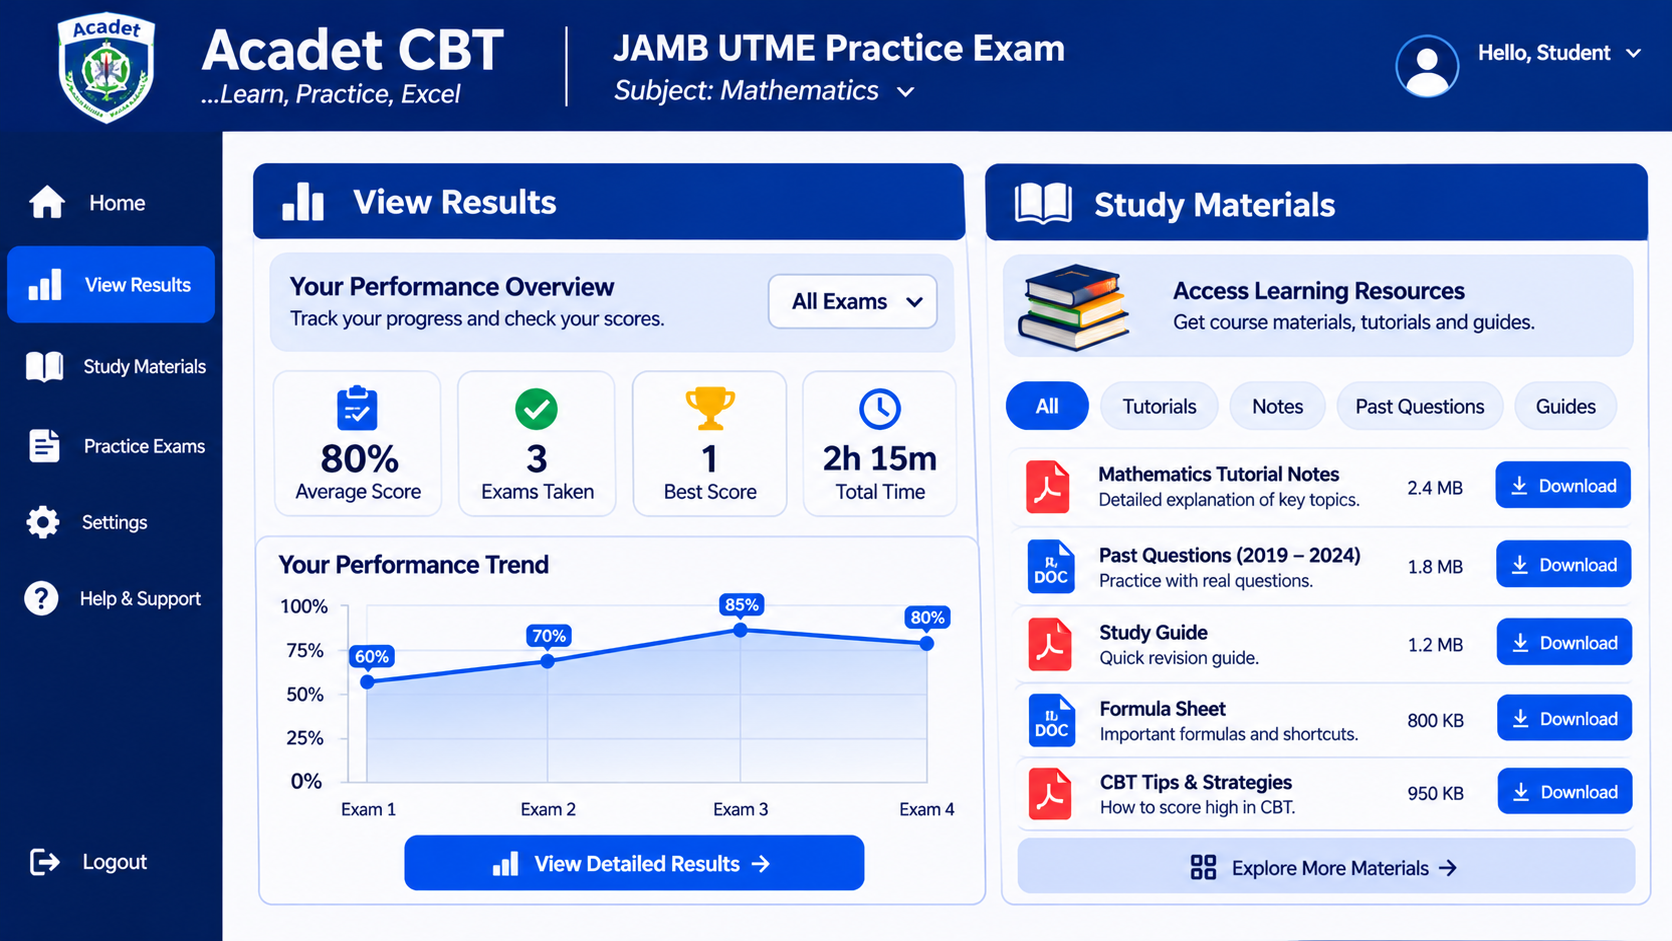 Acadet
Acadet CBT
...Learn, Practice, Excel
JAMB UTME Practice Exam
Subject: Mathematics
Hello, Student
Home
View Results
Study Materials
Practice Exams
Settings
Help & Support
Logout
View Results
Your Performance Overview
Track your progress and check your scores.
All Exams
80%
Average Score
3
Exams Taken
1
Best Score
2h 15m
Total Time
Your Performance Trend
100%
75%
50%
25%
0%
60%
70%
85%
80%
Exam 1
Exam 2
Exam 3
Exam 4
View Detailed Results →
Study Materials
Access Learning Resources
Get course materials, tutorials and guides.
All
Tutorials
Notes
Past Questions
Guides
Mathematics Tutorial Notes
Detailed explanation of key topics.
2.4 MB
Download
DOC
Past Questions (2019 – 2024)
Practice with real questions.
1.8 MB
Download
Study Guide
Quick revision guide.
1.2 MB
Download
DOC
Formula Sheet
Important formulas and shortcuts.
800 KB
Download
CBT Tips & Strategies
How to score high in CBT.
950 KB
Download
Explore More Materials →